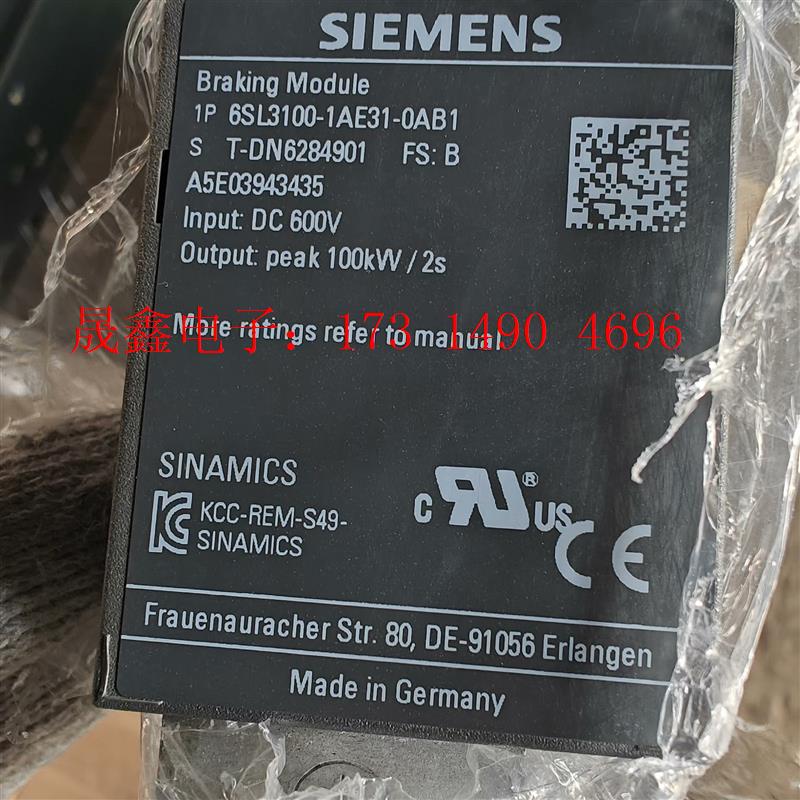 SIEMENS
Braking Module
1P 6SL3100-1AE31-0AB1
S T-DN6284901 FS: B
A5E03943435
Input: DC 600V
Output: peak 100kW / 2s
More ratings refer to manual
晟鑫电子: 173 1490 4696
SINAMICS
KCC-REM-S49-
SINAMICS
c RU® US
CE
Frauenauracher Str. 80, DE-91056 Erlangen
Made in Germany